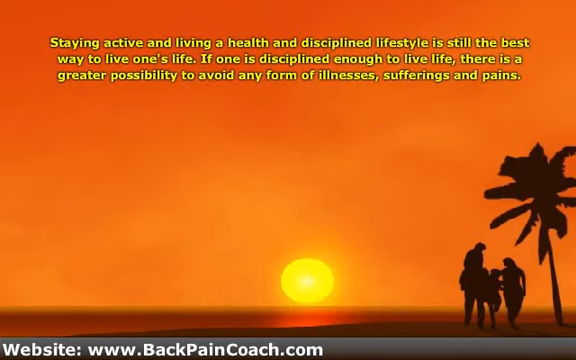 Staying active and living a health and disciplined lifestyle is still the best
way to live one's life. If one is disciplined enough to live life, there is a
greater possibility to avoid any form of illnesses, sufferings and pains.
Website: www.BackPainCoach.com